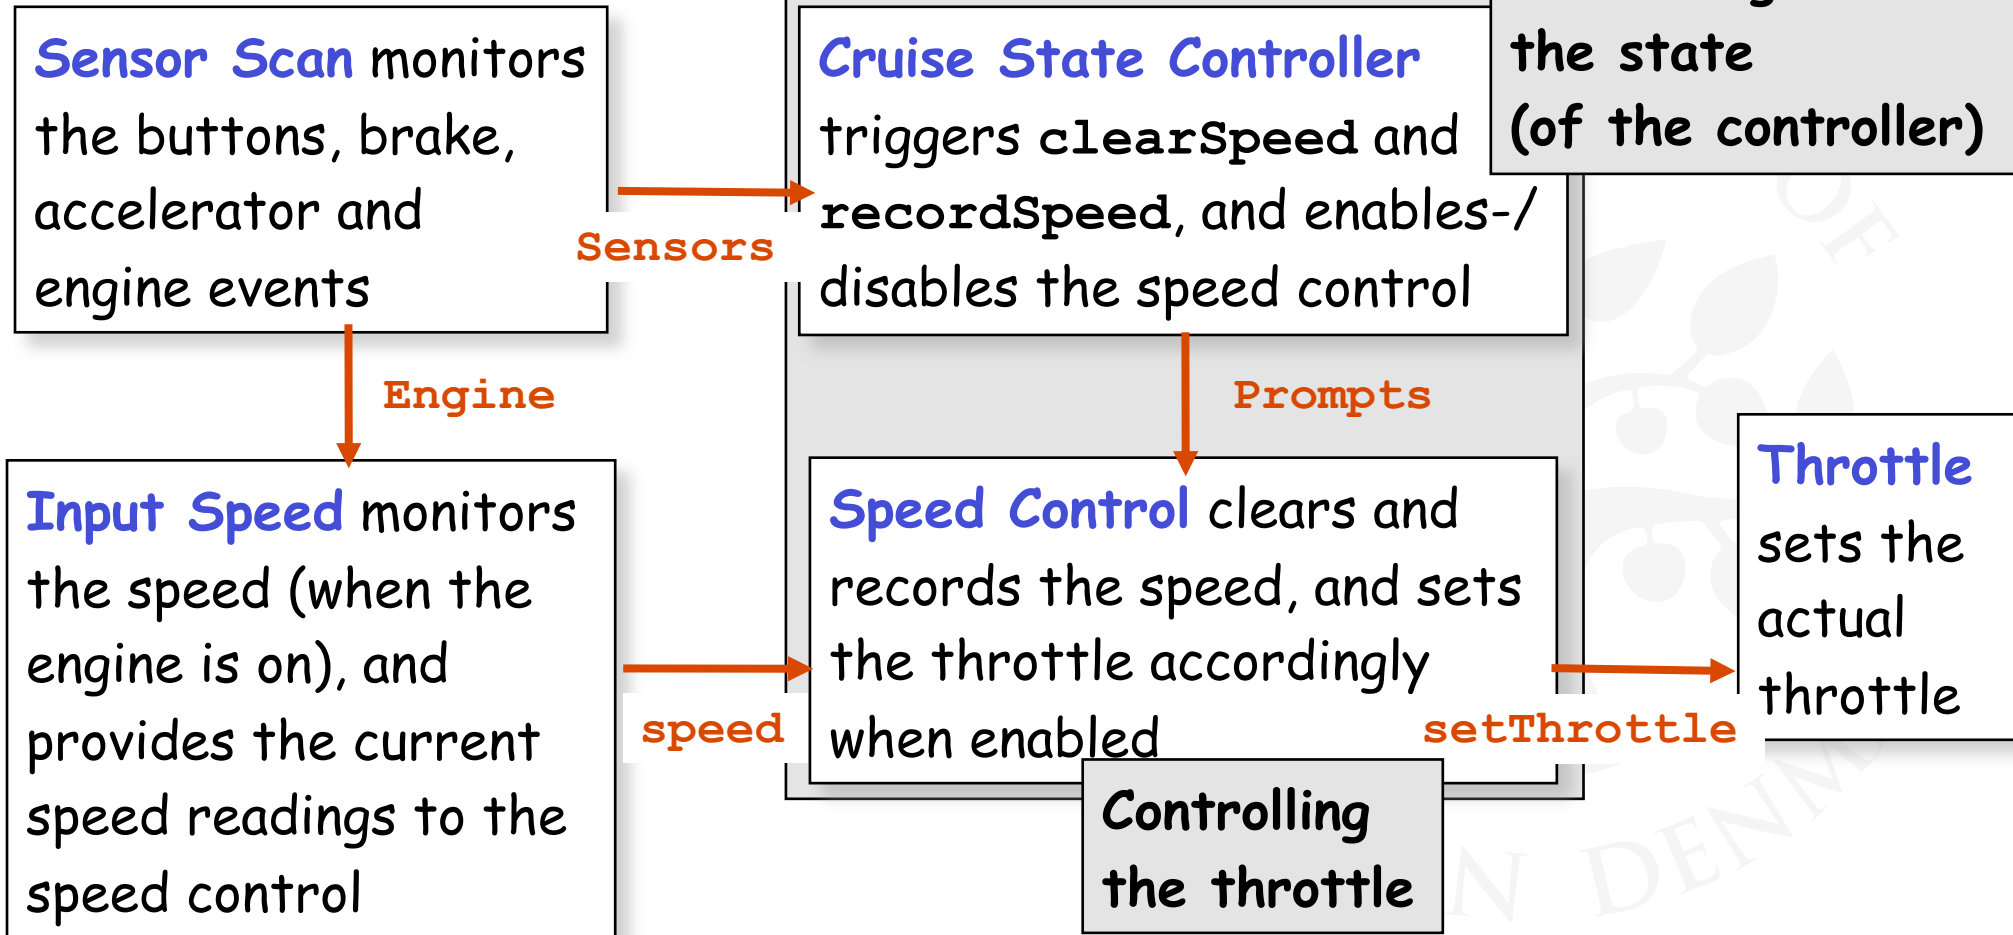 Sensor Scan monitors
the buttons, brake,
accelerator and
engine events
Sensors
Cruise State Controller
triggers clearSpeed and
recordSpeed, and enables-/
disables the speed control
the state
(of the controller)
Engine
Prompts
Input Speed monitors
the speed (when the
engine is on), and
provides the current
speed readings to the
speed control
speed
Speed Control clears and
records the speed, and sets
the throttle accordingly
when enabled
setThrottle
Controlling
the throttle
Throttle
sets the
actual
throttle
OF